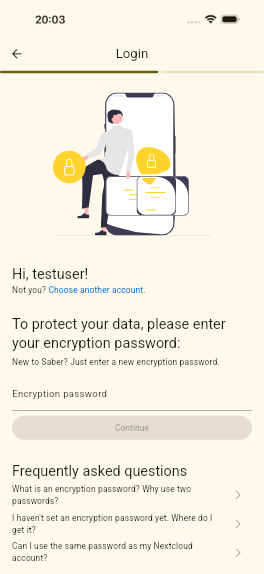 20:03
Login
Hi, testuser!
Not you? Choose another account.
To protect your data, please enter
your encryption password:
New to Saber? Just enter a new encryption password.
Encryption password
Continue
Frequently asked questions
What is an encryption password? Why use two
passwords?
I haven't set an encryption password yet. Where do I
get it?
Can I use the same password as my Nextcloud
account?